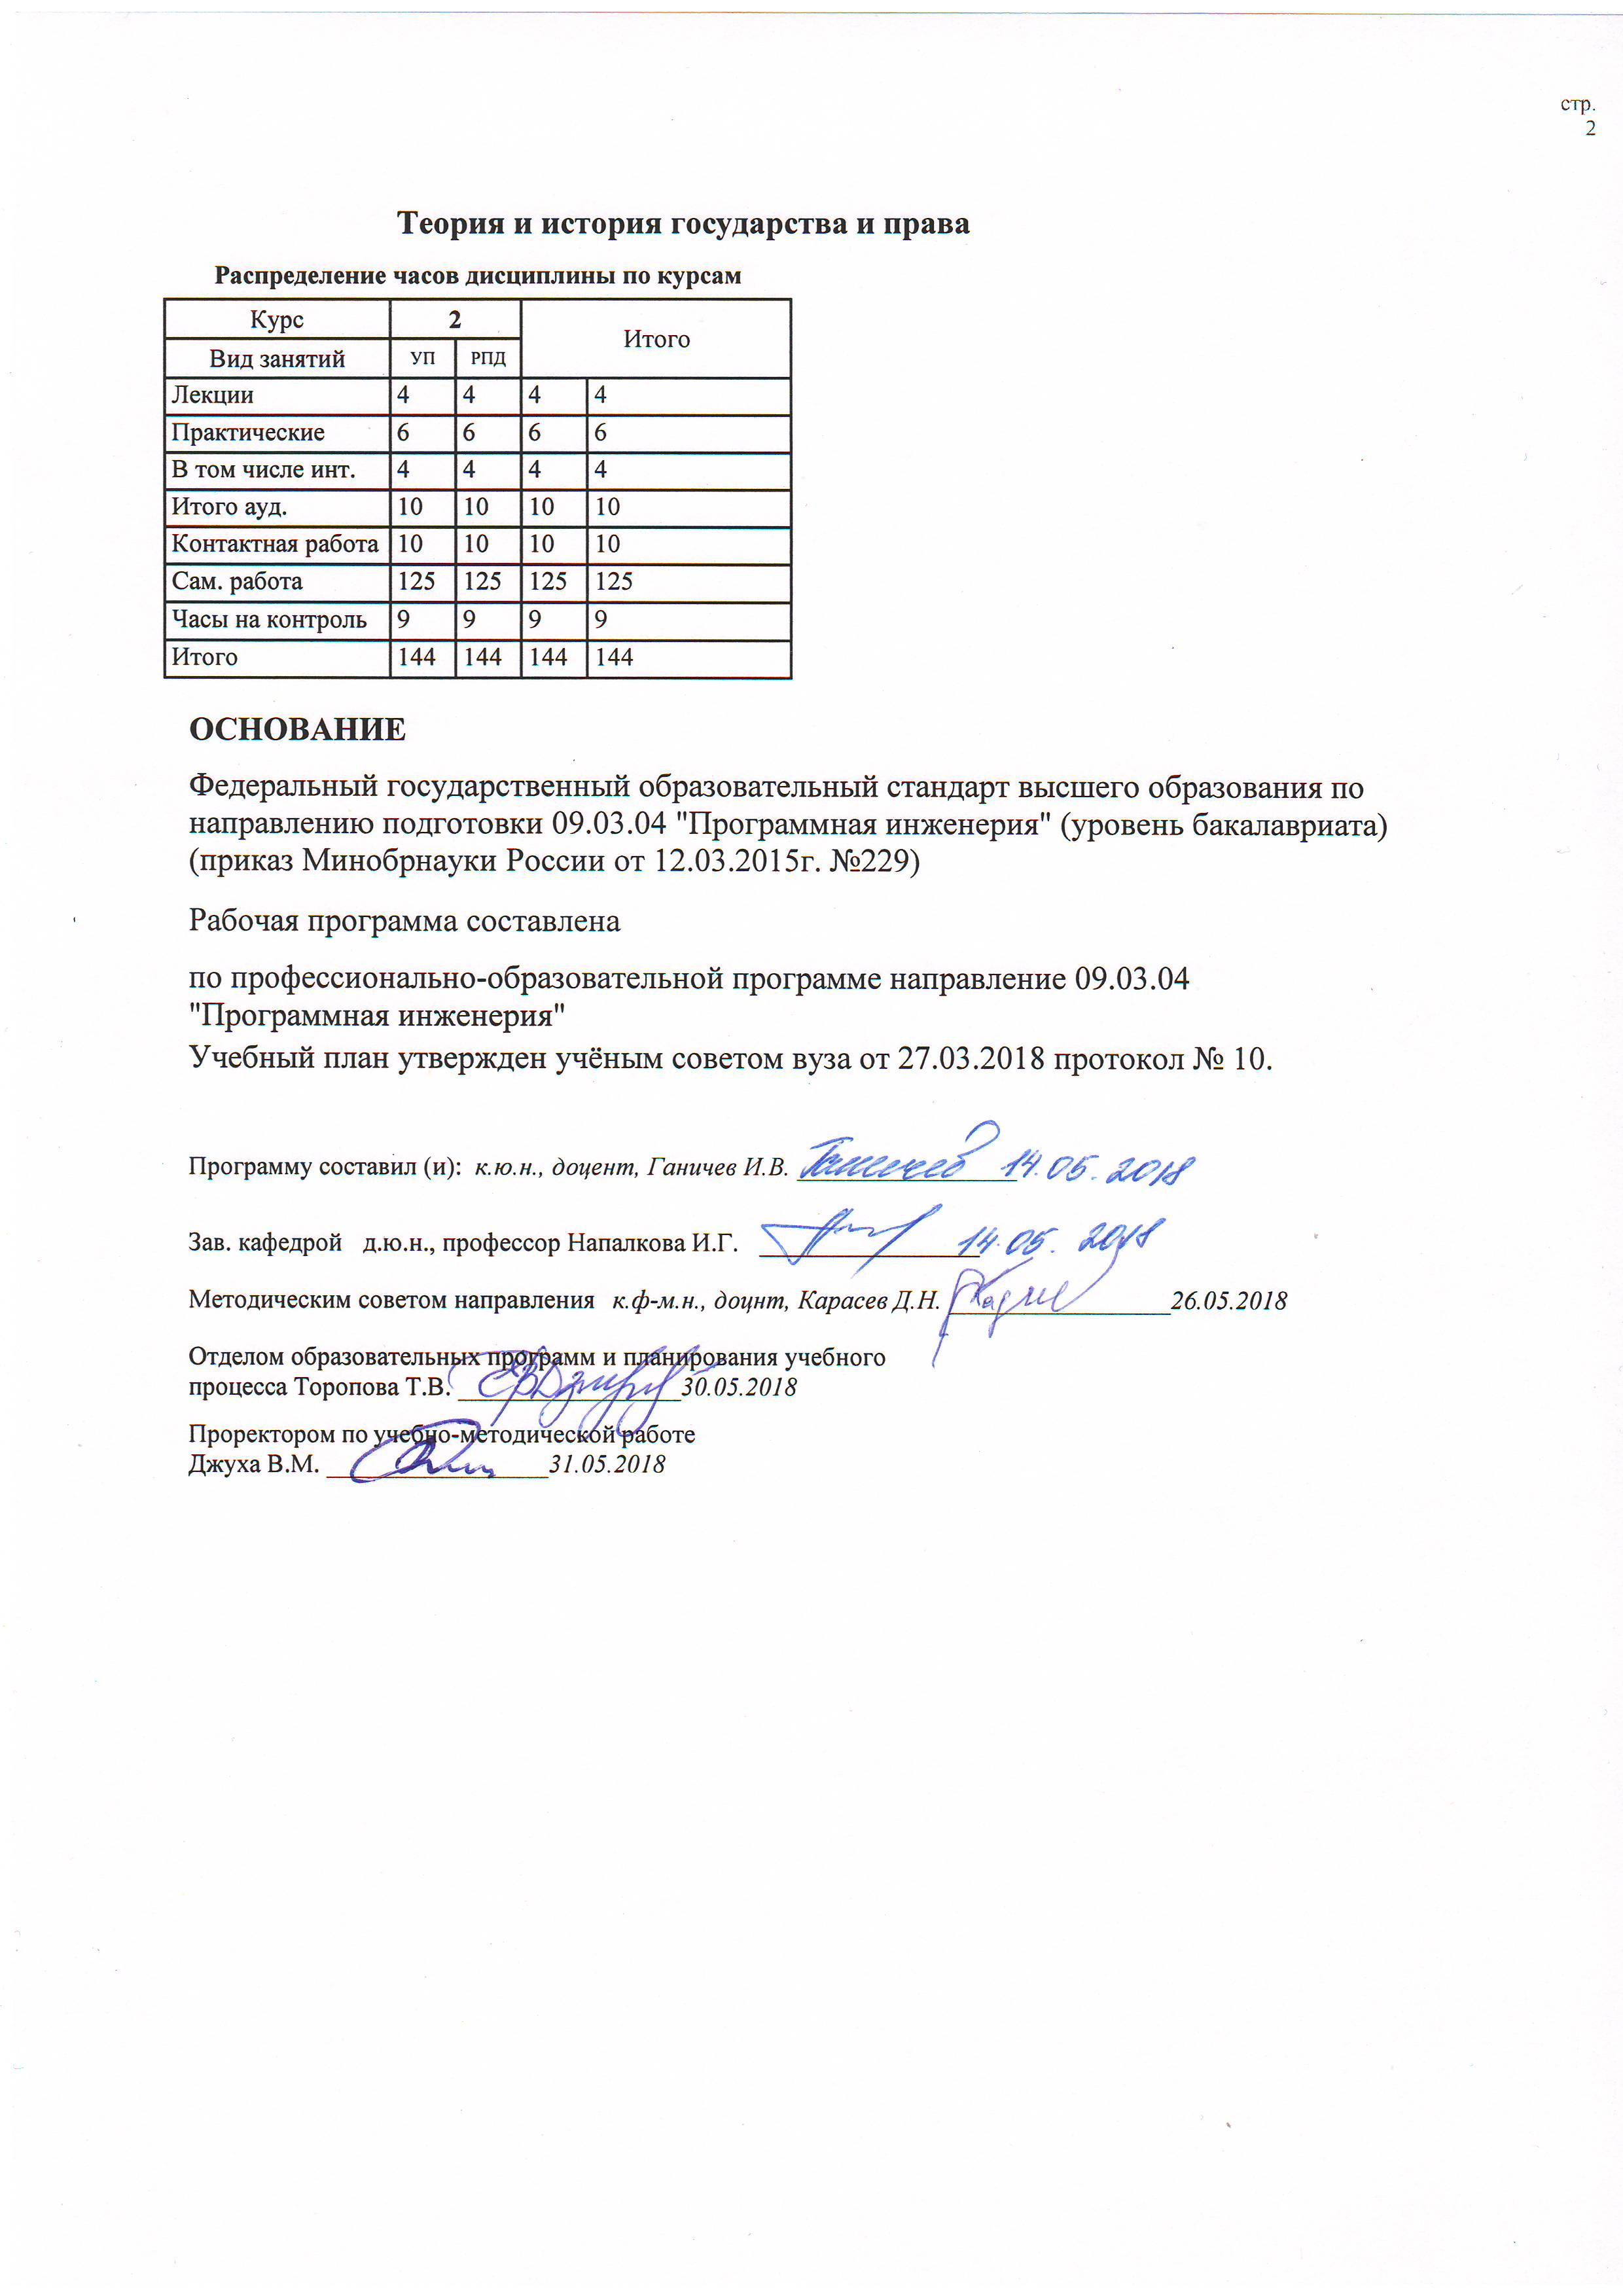 стр.
2
Теория и история государства и права
Распределение часов дисциплины по курсам
Курс 2 Итого
Вид занятий УП РПД
Лекции 4 4 4 4
Практические 6 6 6 6
В том числе инт. 4 4 4 4
Итого ауд. 10 10 10 10
Контактная работа 10 10 10 10
Сам. работа 125 125 125 125
Часы на контроль 9 9 9 9
Итого 144 144 144 144
ОСНОВАНИЕ
Федеральный государственный образовательный стандарт высшего образования по
направлению подготовки 09.03.04 "Программная инженерия" (уровень бакалавриата)
(приказ Минобрнауки России от 12.03.2015г. №229)
Рабочая программа составлена
по профессионально-образовательной программе направление 09.03.04
"Программная инженерия"
Учебный план утвержден учёным советом вуза от 27.03.2018 протокол № 10.
Программу составил (и): к.ю.н., доцент, Ганичев И.В. Ганичев 14.05.2018
Зав. кафедрой д.ю.н., профессор Напалкова И.Г. 14.05.2018
Методическим советом направления к.ф-м.н., доцнт, Карасев Д.Н. 26.05.2018
Отделом образовательных программ и планирования учебного
процесса Торопова Т.В. 30.05.2018
Проректором по учебно-методической работе
Джуха В.М. 31.05.2018